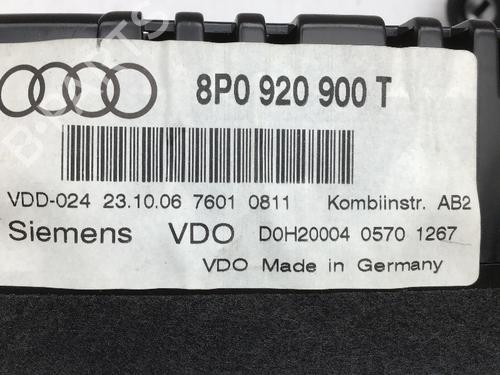 8P0 920 900 T
VDD-024 23.10.06 7601 0811 Kombiinstr. AB2
Siemens VDO D0H20004 0570 1267
VDO Made in Germany